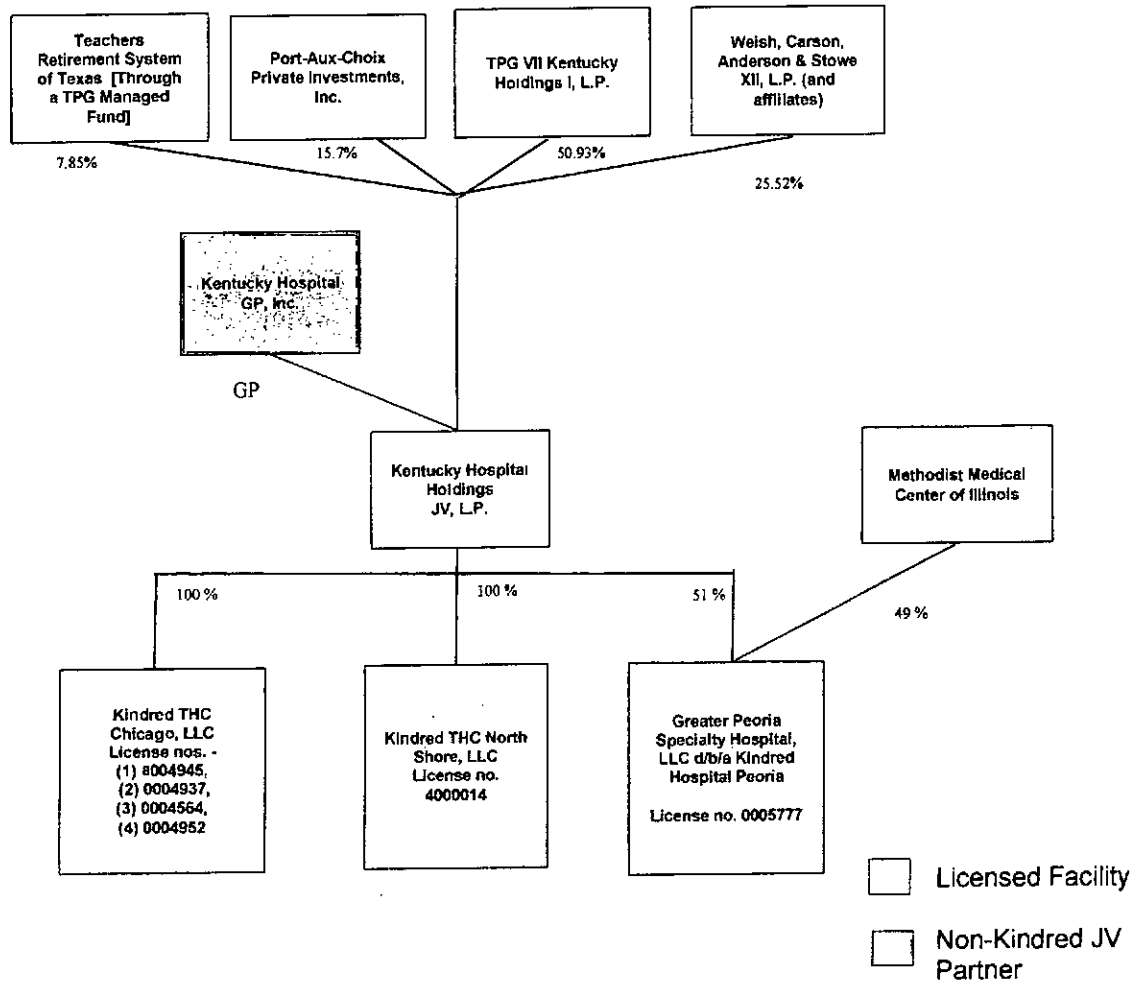 Teachers
Retirement System
of Texas [Through
a TPG Managed
Fund]
Port-Aux-Choix
Private Investments,
Inc.
TPG VII Kentucky
Holdings I, L.P.
Welsh, Carson,
Anderson & Stowe
XII, L.P. (and
affiliates)
7.85%
15.7%
50.93%
25.52%
Kentucky Hospital
GP, Inc.
GP
Kentucky Hospital
Holdings
JV, L.P.
Methodist Medical
Center of Illinois
100 %
100 %
51 %
49 %
Kindred THC
Chicago, LLC
License nos. -
(1) 8004945,
(2) 0004937,
(3) 0004564,
(4) 0004952
Kindred THC North
Shore, LLC
License no.
4000014
Greater Peoria
Specialty Hospital,
LLC d/b/a Kindred
Hospital Peoria
License no. 0005777
Licensed Facility
Non-Kindred JV
Partner